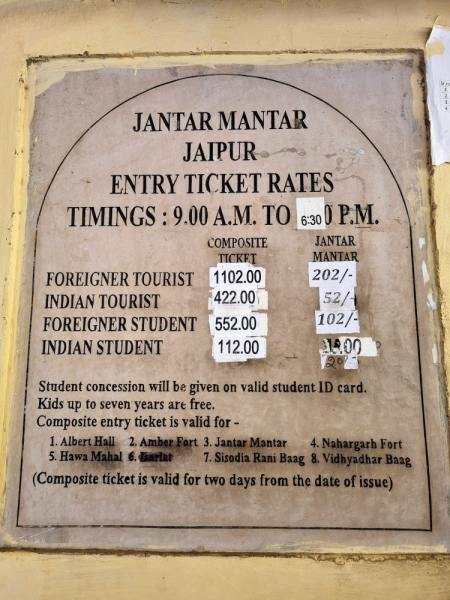 JANTAR MANTAR
JAIPUR
ENTRY TICKET RATES
TIMINGS : 9.00 A.M. TO 6:30 P.M.
COMPOSITE TICKET JANTAR MANTAR
FOREIGNER TOURIST 1102.00 202/-
INDIAN TOURIST 422.00 52/-
FOREIGNER STUDENT 552.00 102/-
INDIAN STUDENT 112.00
Student concession will be given on valid student ID card.
Kids up to seven years are free.
Composite entry ticket is valid for -
1. Albert Hall 2. Amber Fort 3. Jantar Mantar 4. Nahargarh Fort
5. Hawa Mahal 6. Isarlat 7. Sisodia Rani Baag 8. Vidhyadhar Baag
(Composite ticket is valid for two days from the date of issue)